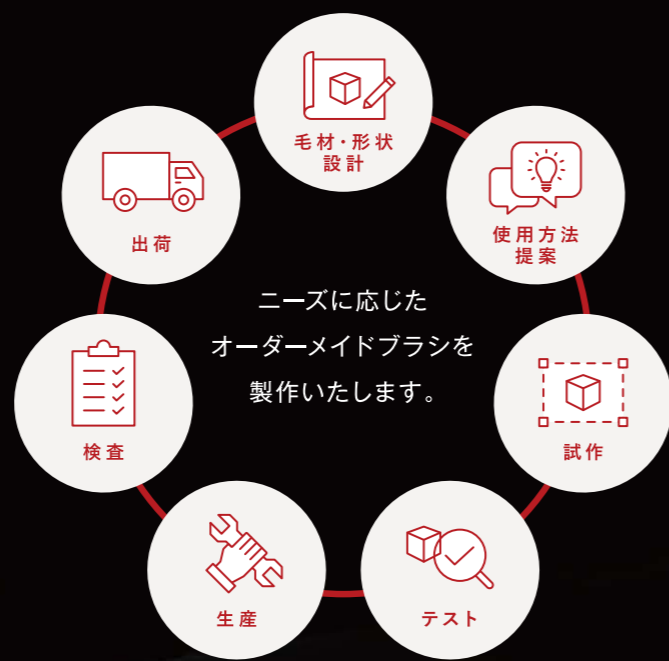 毛材・形状
設計
使用方法
提案
試作
テスト
生産
検査
出荷
ニーズに応じた
オーダーメイドブラシを
製作いたします。